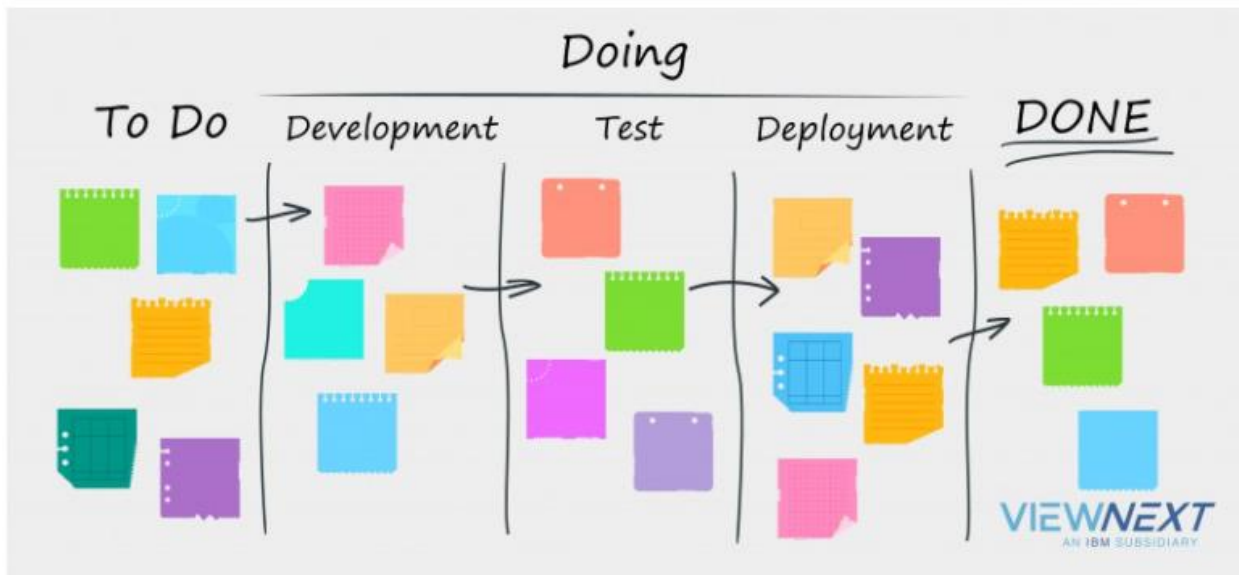 Doing
To Do
Development
Test
Deployment
DONE
VIEWNEXT
AN IBM SUBSIDIARY